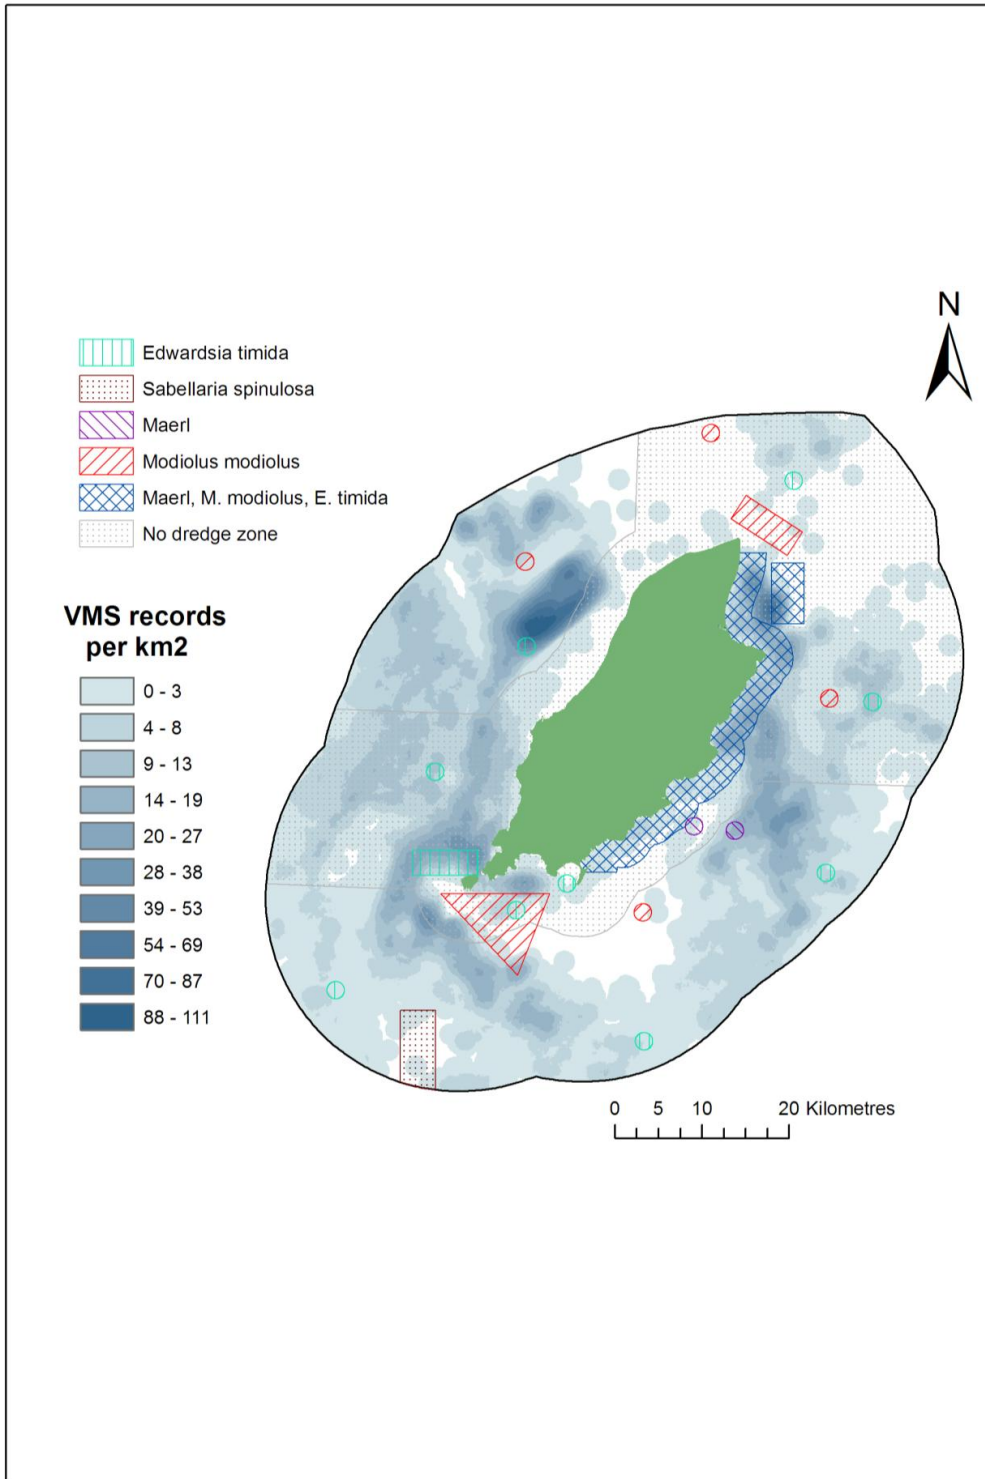 N
Edwardsia timida
Sabellaria spinulosa
Maerl
Modiolus modiolus
Maerl, M. modiolus, E. timida
No dredge zone
VMS records
per km2
0 - 3
4 - 8
9 - 13
14 - 19
20 - 27
28 - 38
39 - 53
54 - 69
70 - 87
88 - 111
0 5 10 20 Kilometres